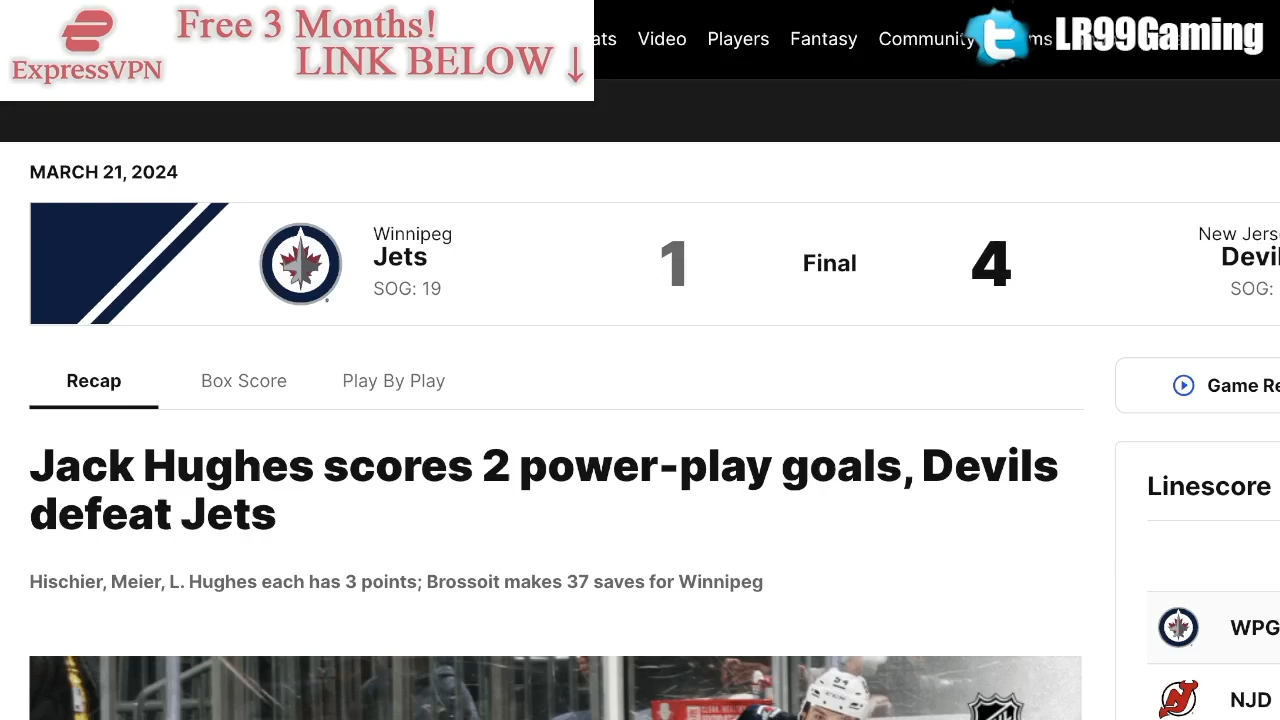 Free 3 Months!
LINK BELOW ↓
ExpressVPN
Video Players Fantasy Community
LR99Gaming
MARCH 21, 2024
Winnipeg
Jets
SOG: 19
1
Final
4
SOG:
Recap Box Score Play By Play
Jack Hughes scores 2 power-play goals, Devils
defeat Jets
Hischier, Meier, L. Hughes each has 3 points; Brossoit makes 37 saves for Winnipeg
Game
Linescore
WPG
NJD